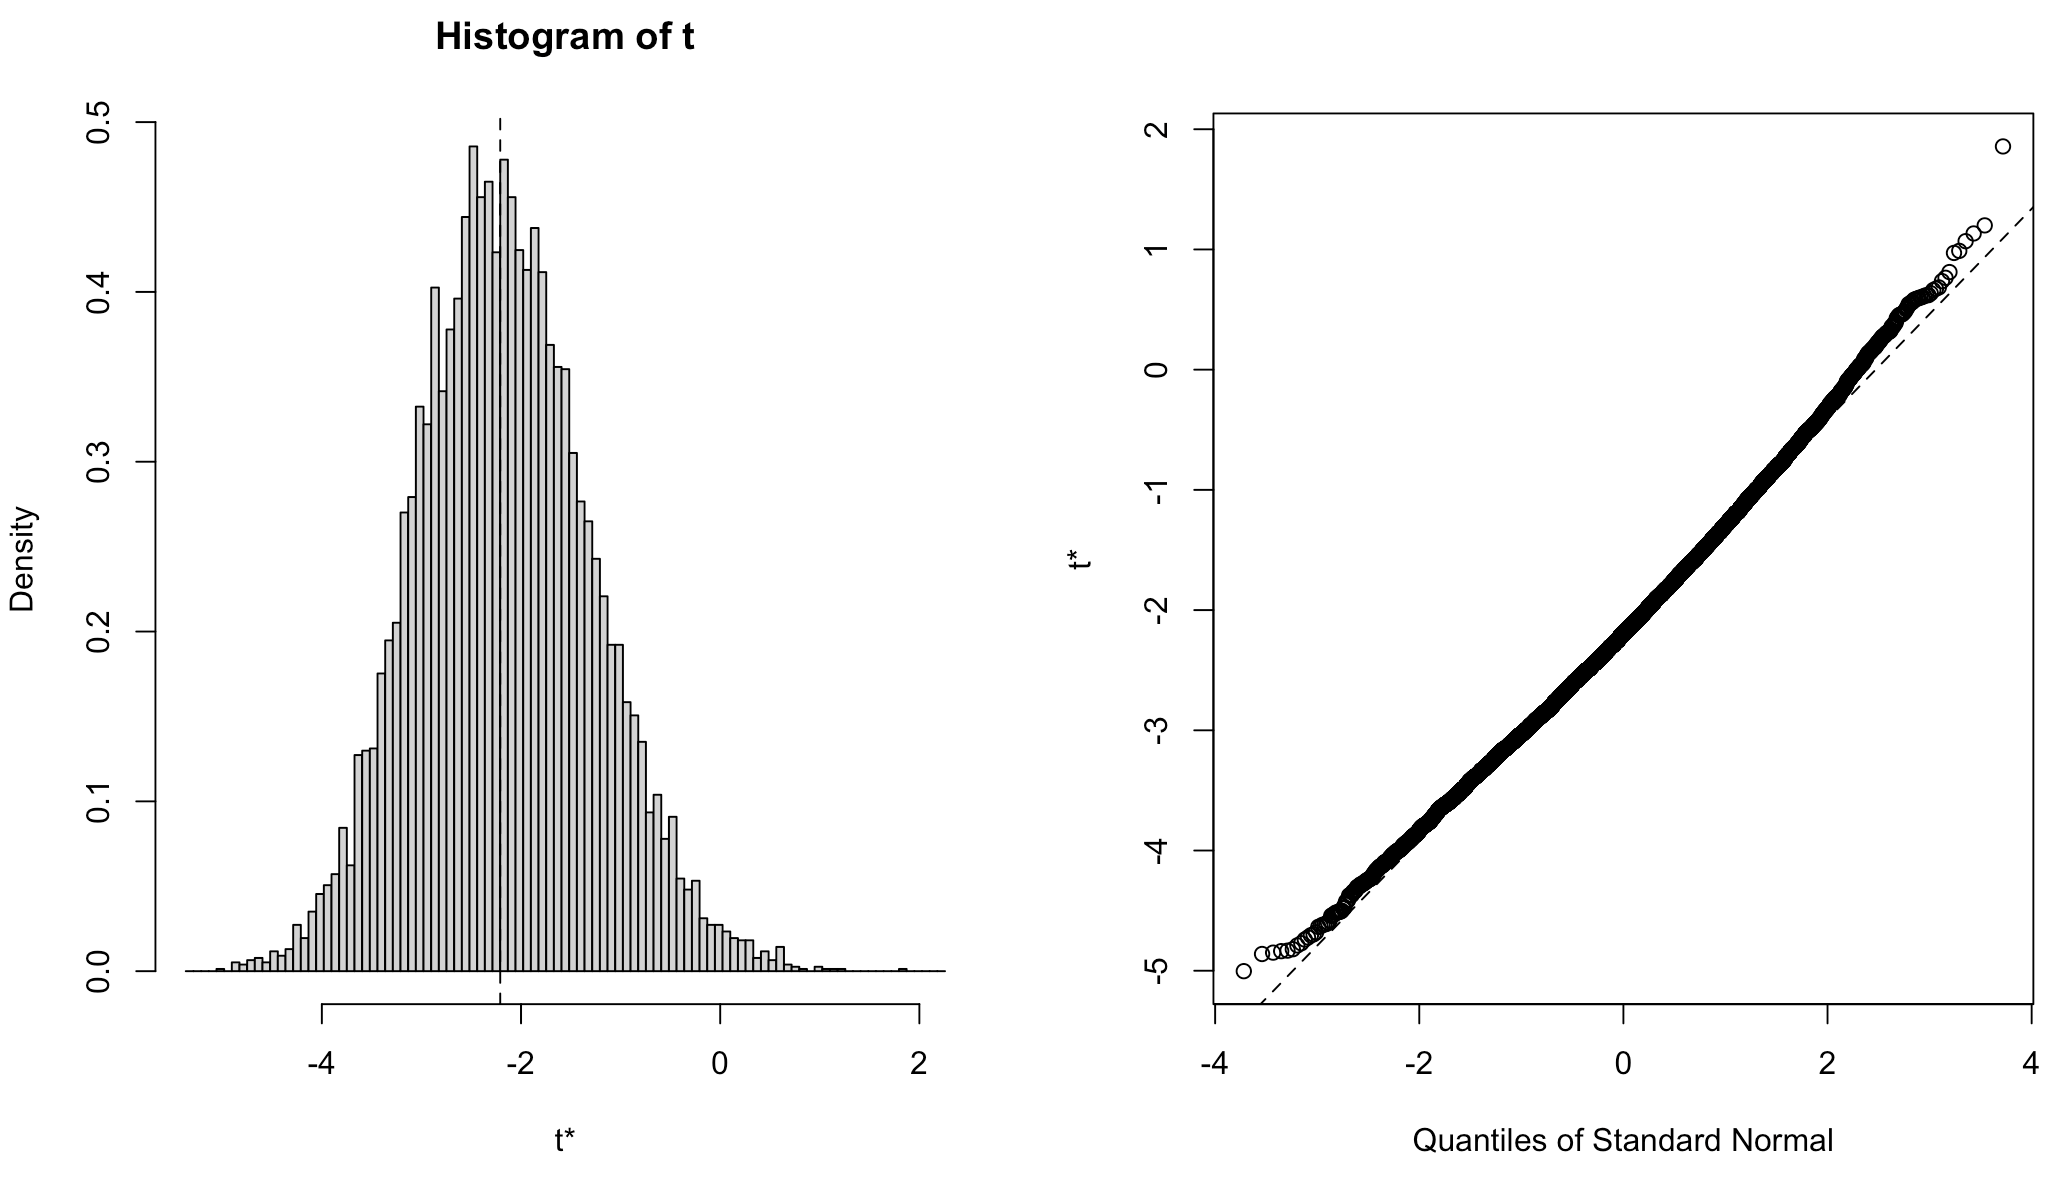 Histogram of t
Density
0.0 0.1 0.2 0.3 0.4 0.5
-4 -2 0 2
t*
t*
-5 -4 -3 -2 -1 0 1 2
-4 -2 0 2 4
Quantiles of Standard Normal